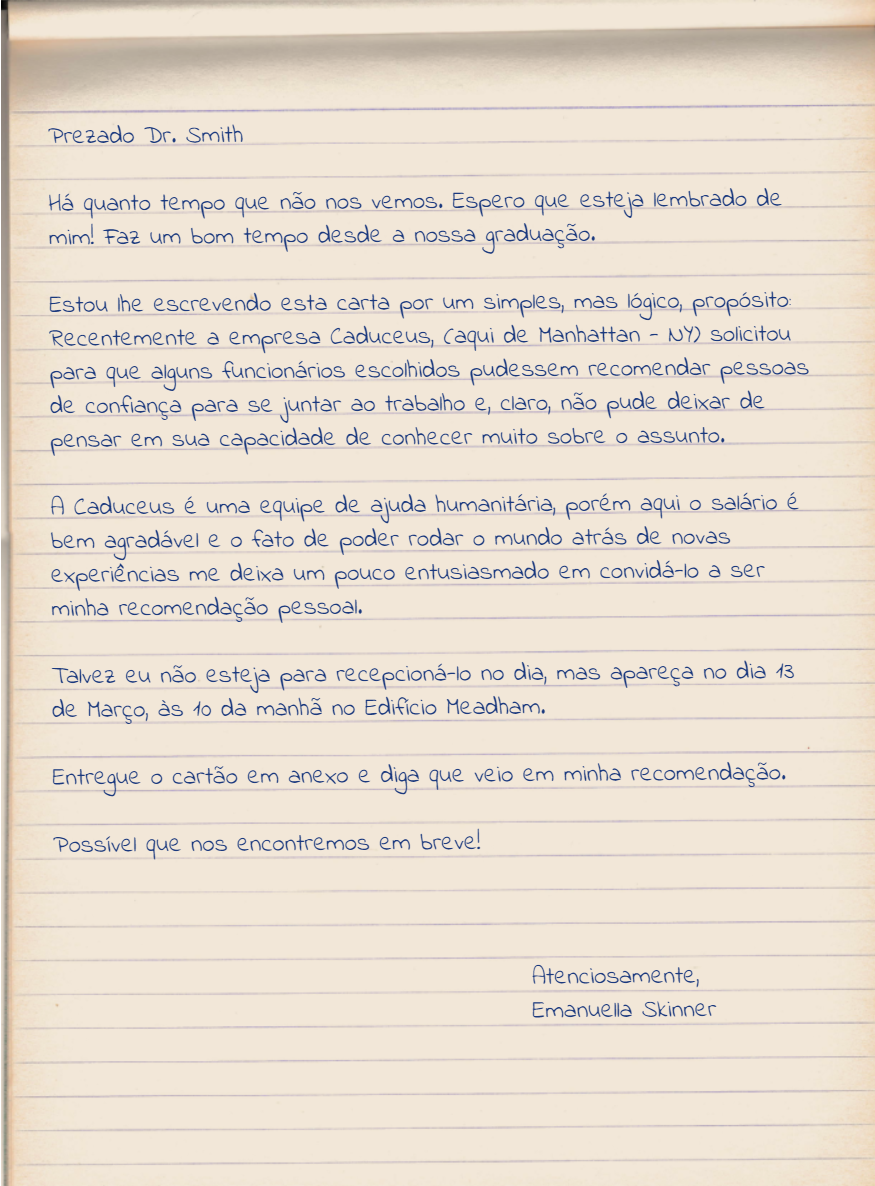 Prezado Dr. Smith
Há quanto tempo que não nos vemos. Espero que esteja lembrado de
mim! Faz um bom tempo desde a nossa graduação.
Estou lhe escrevendo esta carta por um simples, mas lógico, propósito:
Recentemente a empresa Caduceus, (aqui de Manhattan - NY) solicitou
para que alguns funcionários escolhidos pudessem recomendar pessoas
de confiança para se juntar ao trabalho e, claro, não pude deixar de
pensar em sua capacidade de conhecer muito sobre o assunto.
A Caduceus é uma equipe de ajuda humanitária, porém aqui o salário é
bem agradável e o fato de poder rodar o mundo atrás de novas
experiências me deixa um pouco entusiasmado em convidá-lo a ser
minha recomendação pessoal.
Talvez eu não esteja para recepcioná-lo no dia, mas apareça no dia 13
de Março, às 10 da manhã no Edifício Meadham.
Entregue o cartão em anexo e diga que veio em minha recomendação.
Possível que nos encontremos em breve!
Atenciosamente,
Emanuella Skinner